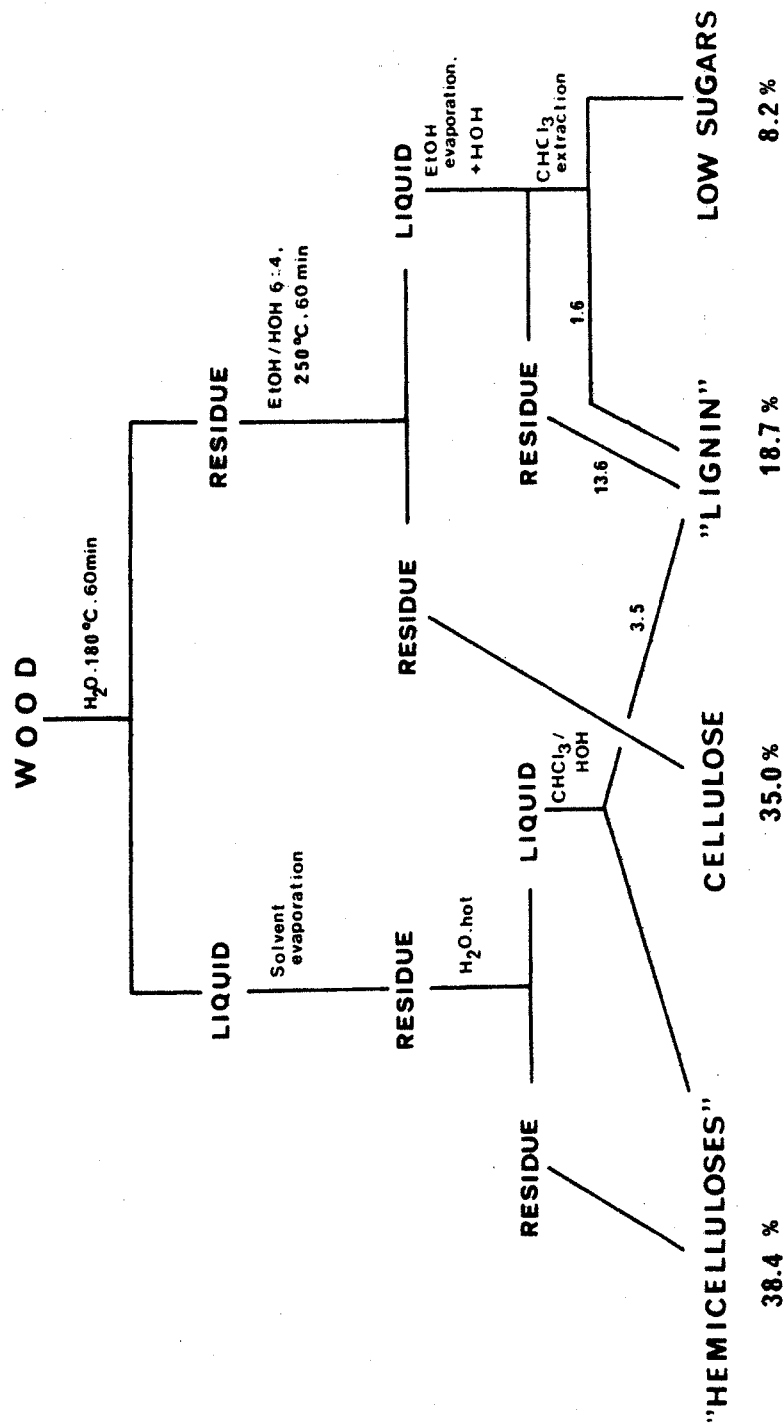 WOOD
H2O.180°C.60min
LIQUID
RESIDUE
Solvent
evaporation
EtOH/HOH 6:4.
250°C.60min
RESIDUE
RESIDUE
LIQUID
H2O.hot
EtOH
evaporation.
+HOH
RESIDUE
LIQUID
RESIDUE
CHCl3/
HOH
CHCl3
extraction
3.5
13.6
1.6
"HEMICELLULOSES"
CELLULOSE
"LIGNIN"
LOW SUGARS
38.4 %
35.0 %
18.7 %
8.2 %